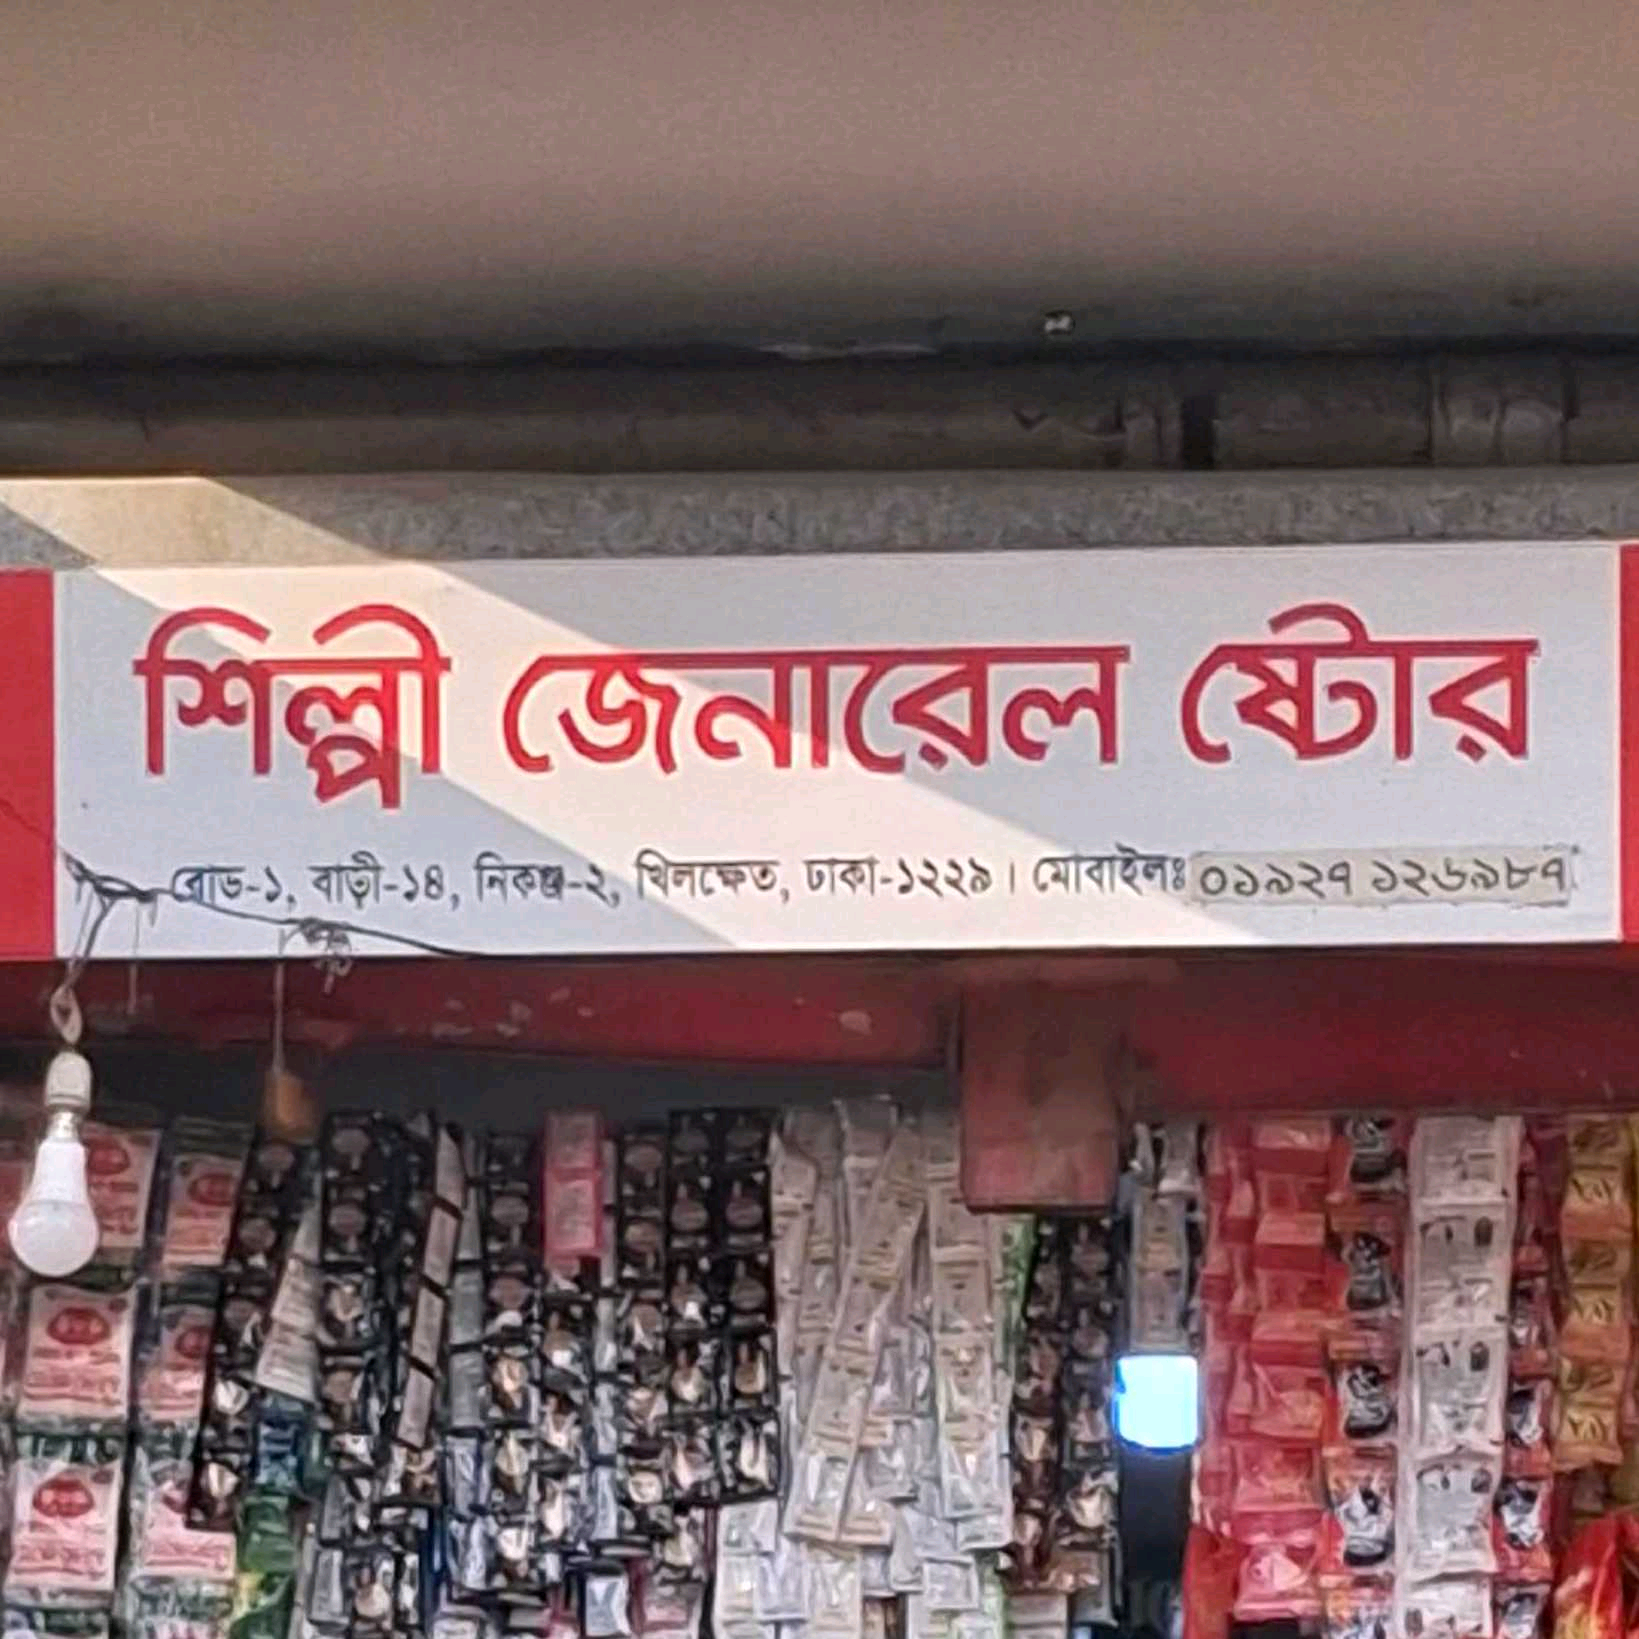 শিল্পী জেনারেল ষ্টোর
রোড-১, বাড়ী-১৪, নিকুঞ্জ-২, খিলক্ষেত, ঢাকা-১২২৯। মোবাইলঃ ০১৯২৭ ১২৬৯৮৭